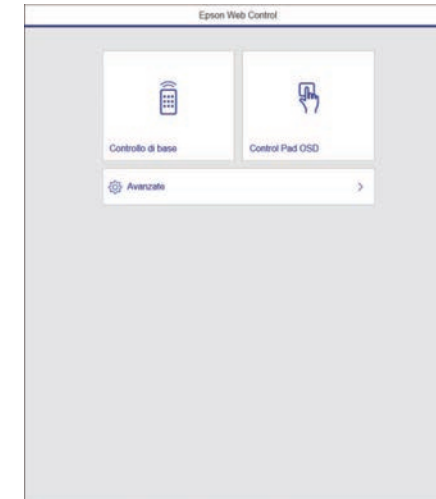 Epson Web Control
Controllo di base
Control Pad OSD
Avanzate